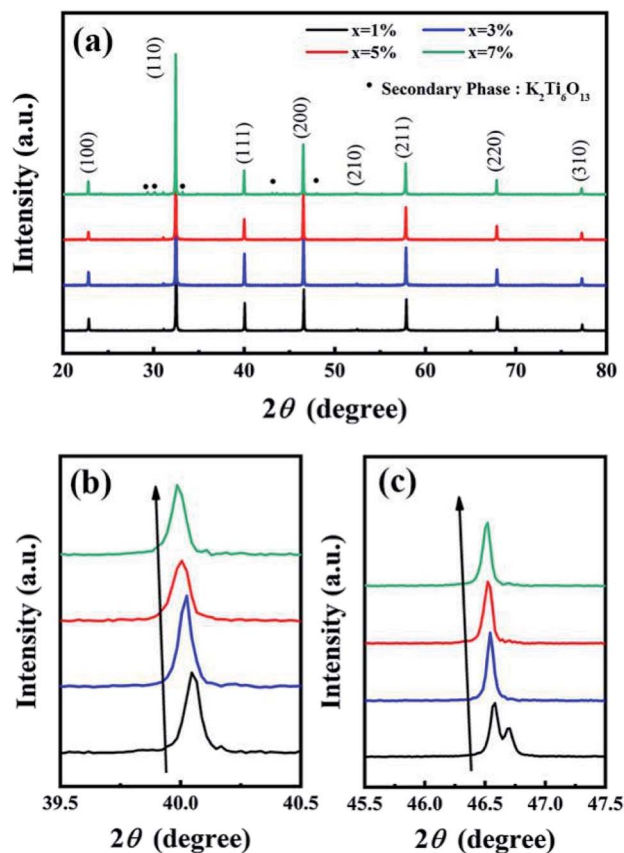 (a)
x=1%
x=3%
x=5%
x=7%
• Secondary Phase : K₂Ti₆O₁₃
(100)
(110)
(111)
(200)
(210)
(211)
(220)
(310)
Intensity (a.u.)
20 30 40 50 60 70 80
2θ (degree)
(b)
Intensity (a.u.)
39.5 40.0 40.5
2θ (degree)
(c)
Intensity (a.u.)
45.5 46.0 46.5 47.0 47.5
2θ (degree)